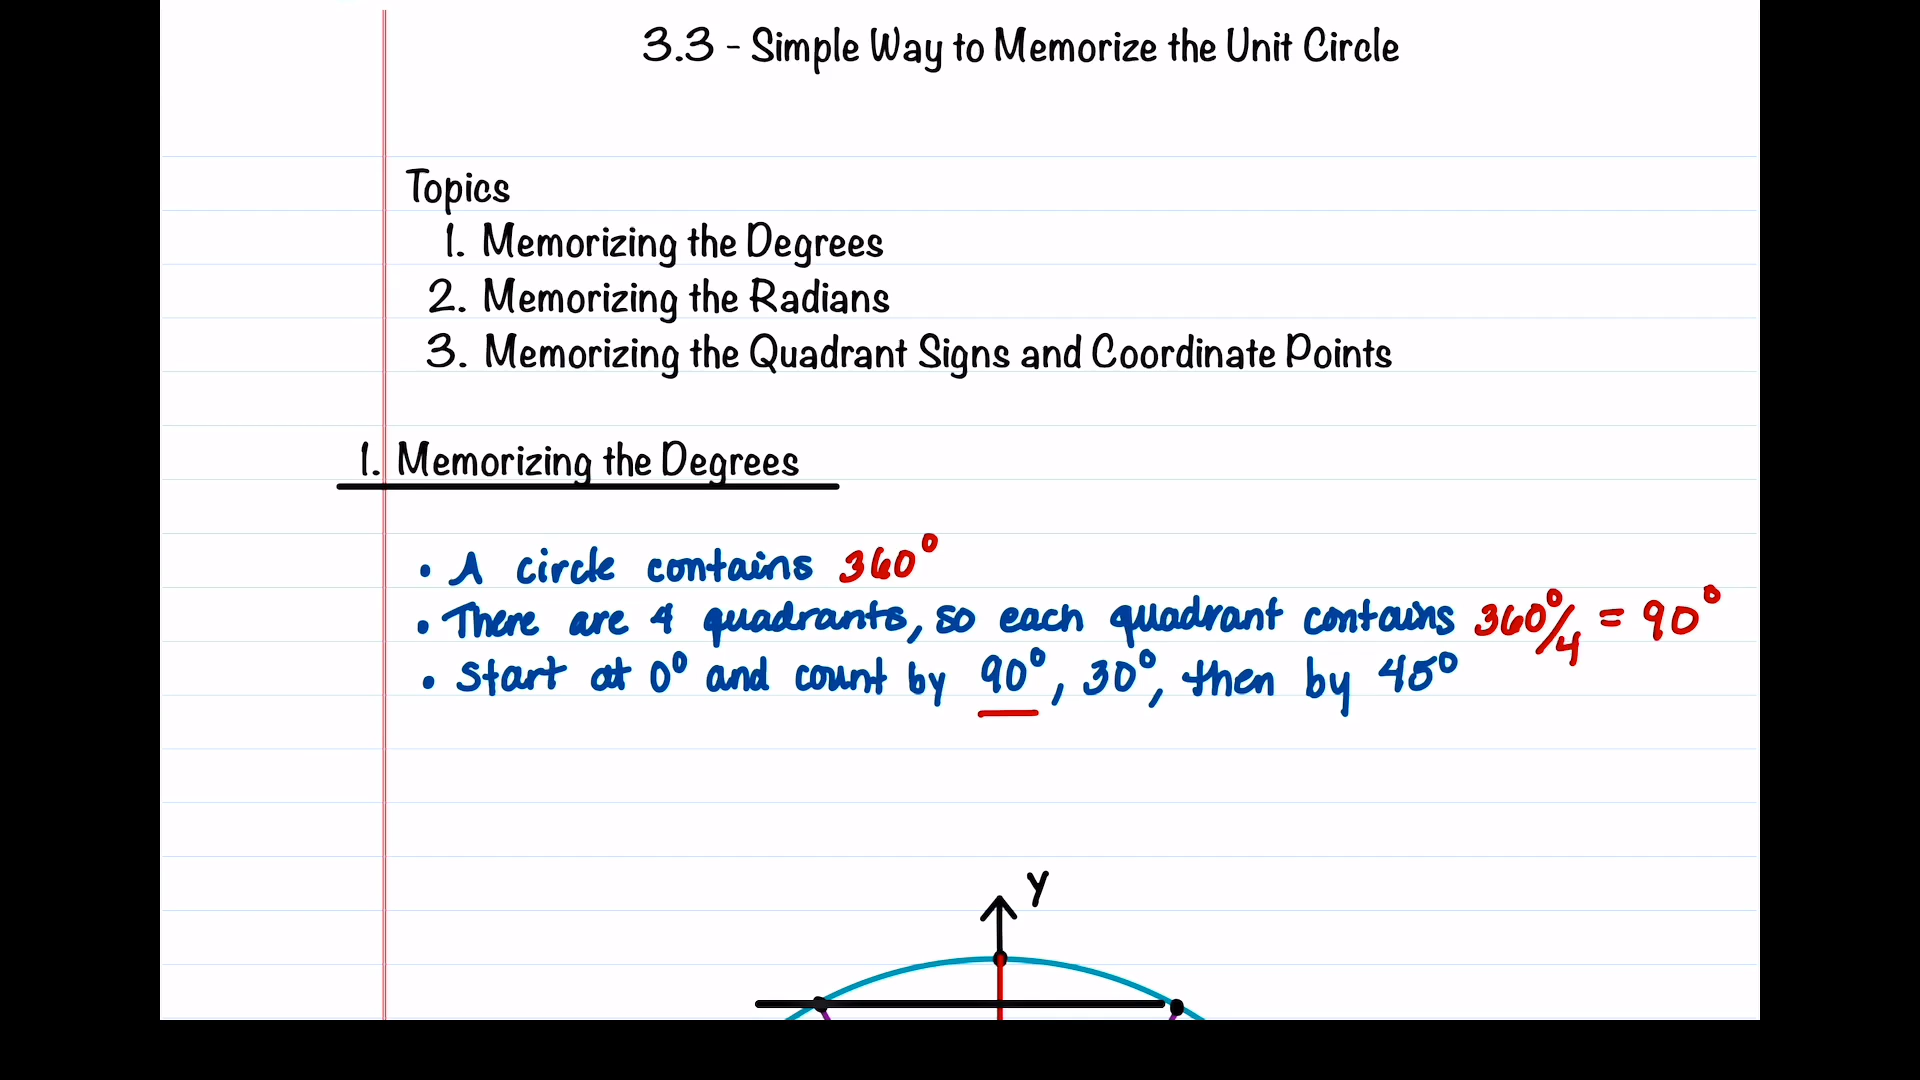 3.3 - Simple Way to Memorize the Unit Circle
Topics
1. Memorizing the Degrees
2. Memorizing the Radians
3. Memorizing the Quadrant Signs and Coordinate Points
1. Memorizing the Degrees
• A circle contains 360°
• There are 4 quadrants, so each quadrant contains 360°/4 = 90°
• Start at 0° and count by 90°, 30°, then by 45°
y